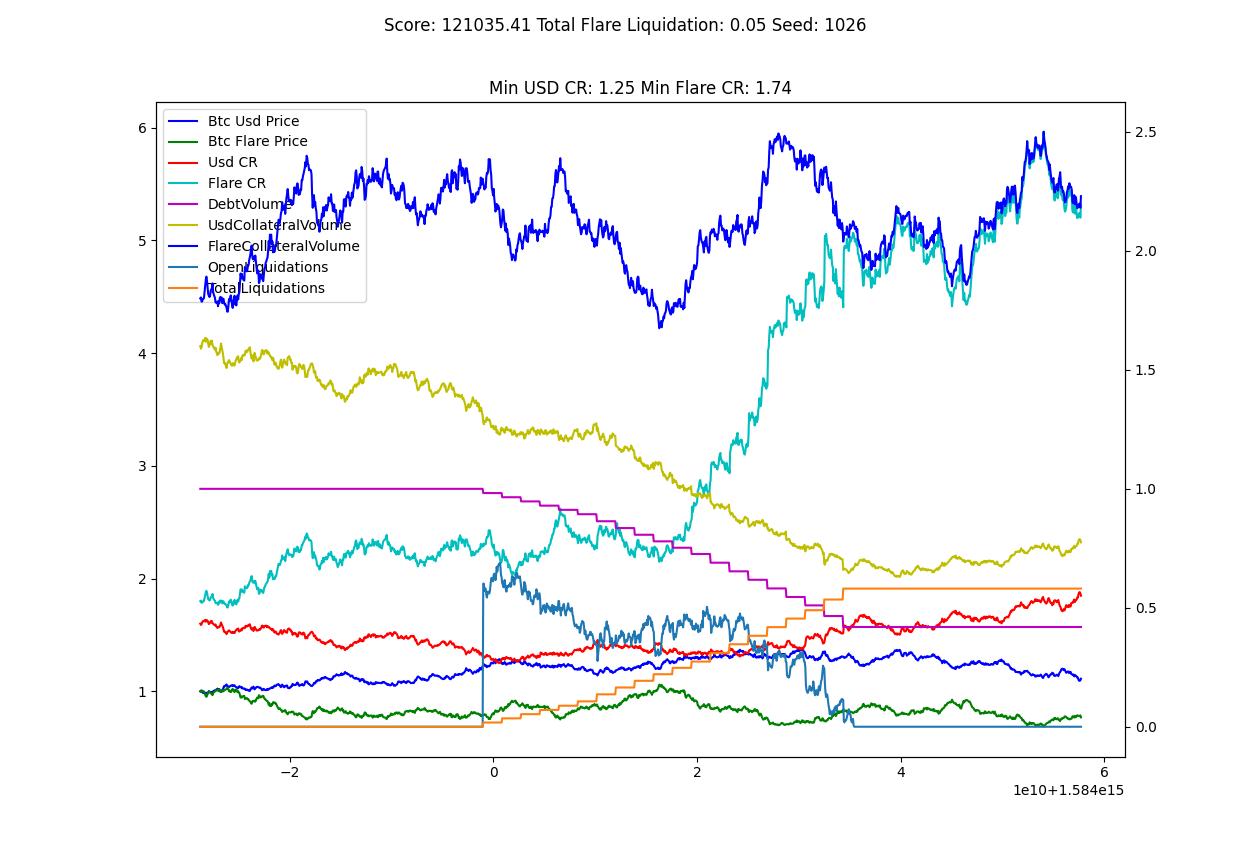 Score: 121035.41 Total Flare Liquidation: 0.05 Seed: 1026
Min USD CR: 1.25 Min Flare CR: 1.74
Btc Usd Price
Btc Flare Price
Usd CR
Flare CR
DebtVolume
UsdCollateralVolume
FlareCollateralVolume
OpenLiquidations
TotalLiquidations
6
5
4
3
2
1
2.5
2.0
1.5
1.0
0.5
0.0
−2
0
2
4
6
1e10+1.584e15